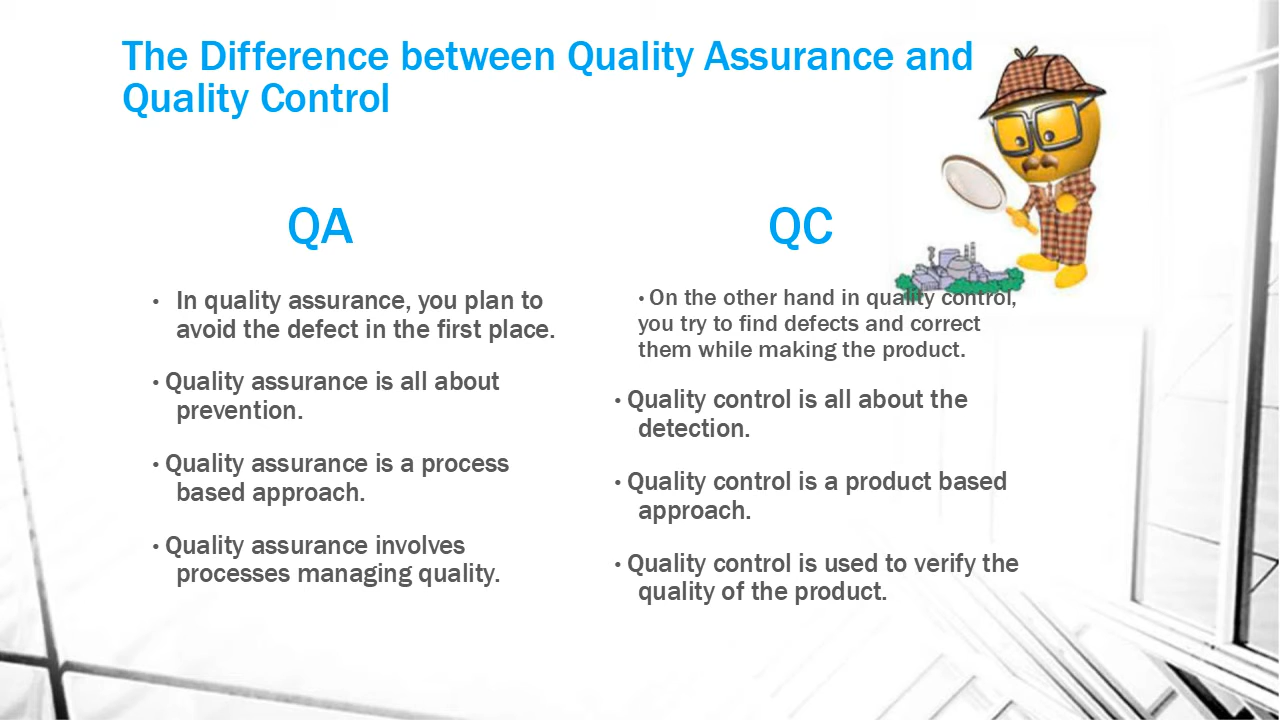 The Difference between Quality Assurance and
Quality Control
QA
• In quality assurance, you plan to
avoid the defect in the first place.
• Quality assurance is all about
prevention.
• Quality assurance is a process
based approach.
• Quality assurance involves
processes managing quality.
QC
• On the other hand in quality control,
you try to find defects and correct
them while making the product.
• Quality control is all about the
detection.
• Quality control is a product based
approach.
• Quality control is used to verify the
quality of the product.